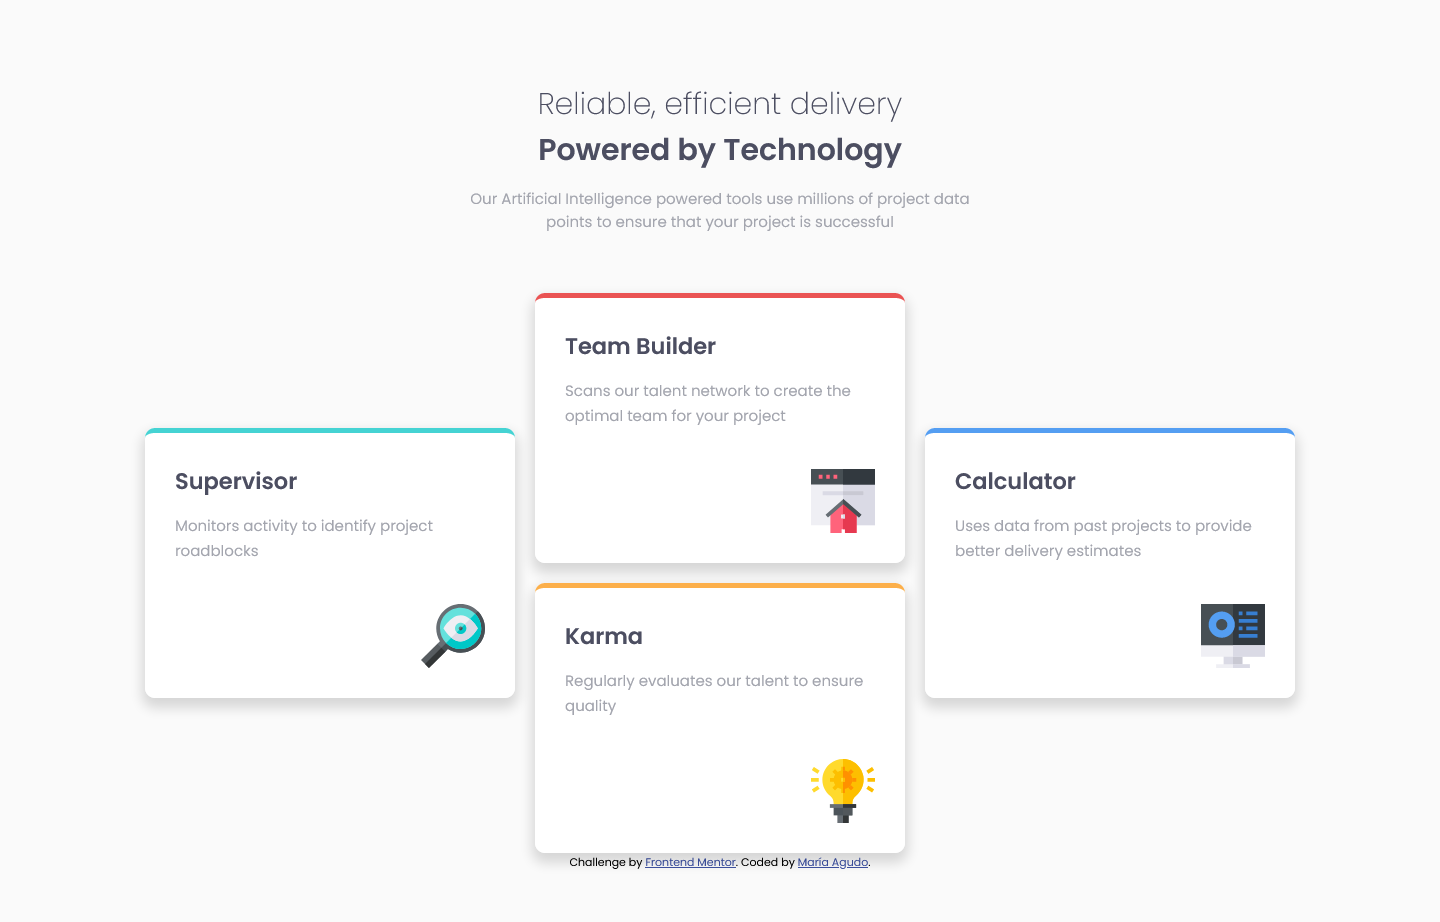 Reliable, efficient delivery
Powered by Technology
Our Artificial Intelligence powered tools use millions of project data
points to ensure that your project is successful
Supervisor
Monitors activity to identify project
roadblocks
Team Builder
Scans our talent network to create the
optimal team for your project
Karma
Regularly evaluates our talent to ensure
quality
Calculator
Uses data from past projects to provide
better delivery estimates
Challenge by Frontend Mentor. Coded by María Agudo.